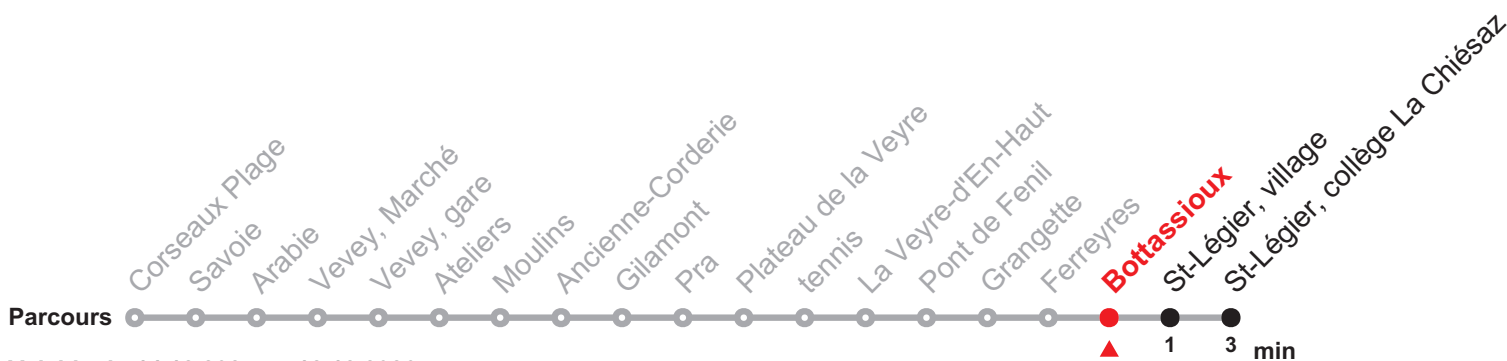 Corseaux Plage
Savoie
Arabie
Vevey, Marché
Vevey, gare
Ateliers
Moulins
Ancienne-Corderie
Gilamont
Pra
Plateau de la Veyre
tennis
La Veyre-d'En-Haut
Pont de Fenil
Grangette
Ferreyres
Bottassioux
St-Légier, village
St-Légier, collège La Chiésaz
Parcours
1 3 min